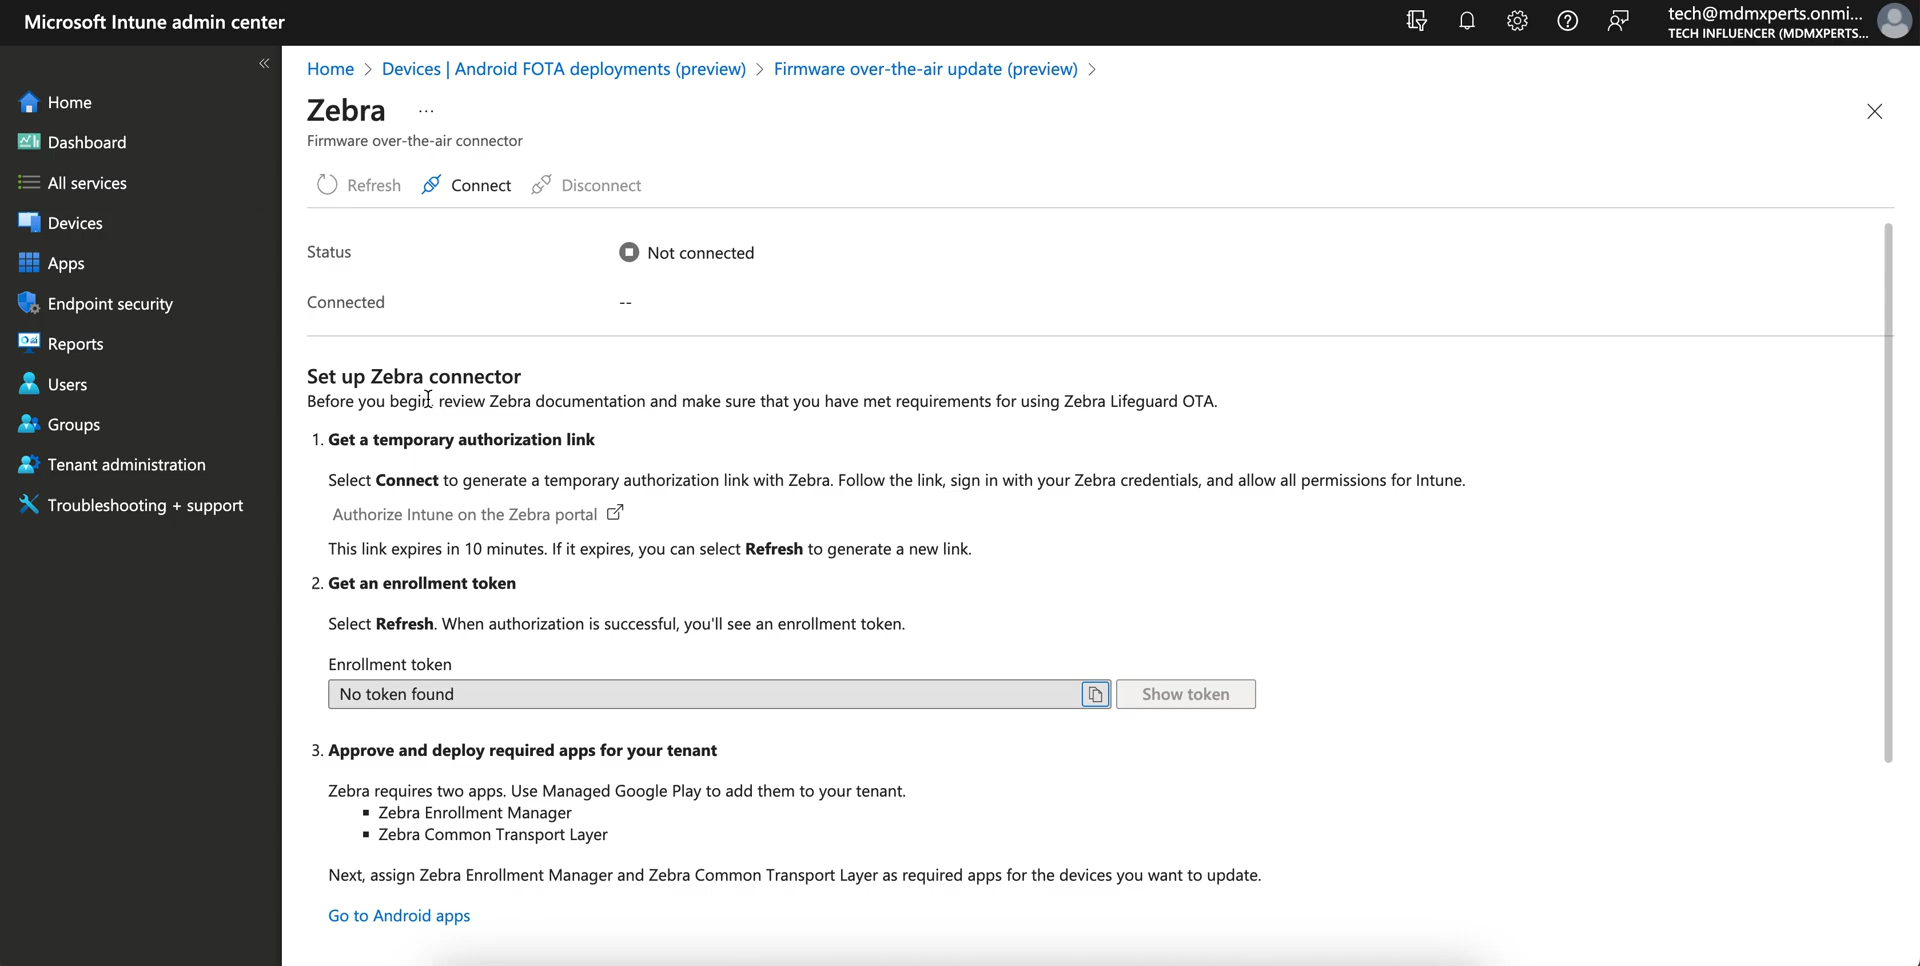 Microsoft Intune admin center
tech@mdmxperts.onmi...
TECH INFLUENCER (MDMXPERTS...
Home > Devices | Android FOTA deployments (preview) > Firmware over-the-air update (preview) >
Home
Dashboard
All services
Devices
Apps
Endpoint security
Reports
Users
Groups
Tenant administration
Troubleshooting + support
Zebra ...
Firmware over-the-air connector
Refresh Connect Disconnect
Status Not connected
Connected --
Set up Zebra connector
Before you begin, review Zebra documentation and make sure that you have met requirements for using Zebra Lifeguard OTA.
1. Get a temporary authorization link
Select Connect to generate a temporary authorization link with Zebra. Follow the link, sign in with your Zebra credentials, and allow all permissions for Intune.
Authorize Intune on the Zebra portal
This link expires in 10 minutes. If it expires, you can select Refresh to generate a new link.
2. Get an enrollment token
Select Refresh. When authorization is successful, you'll see an enrollment token.
Enrollment token
No token found Show token
3. Approve and deploy required apps for your tenant
Zebra requires two apps. Use Managed Google Play to add them to your tenant.
▪ Zebra Enrollment Manager
▪ Zebra Common Transport Layer
Next, assign Zebra Enrollment Manager and Zebra Common Transport Layer as required apps for the devices you want to update.
Go to Android apps